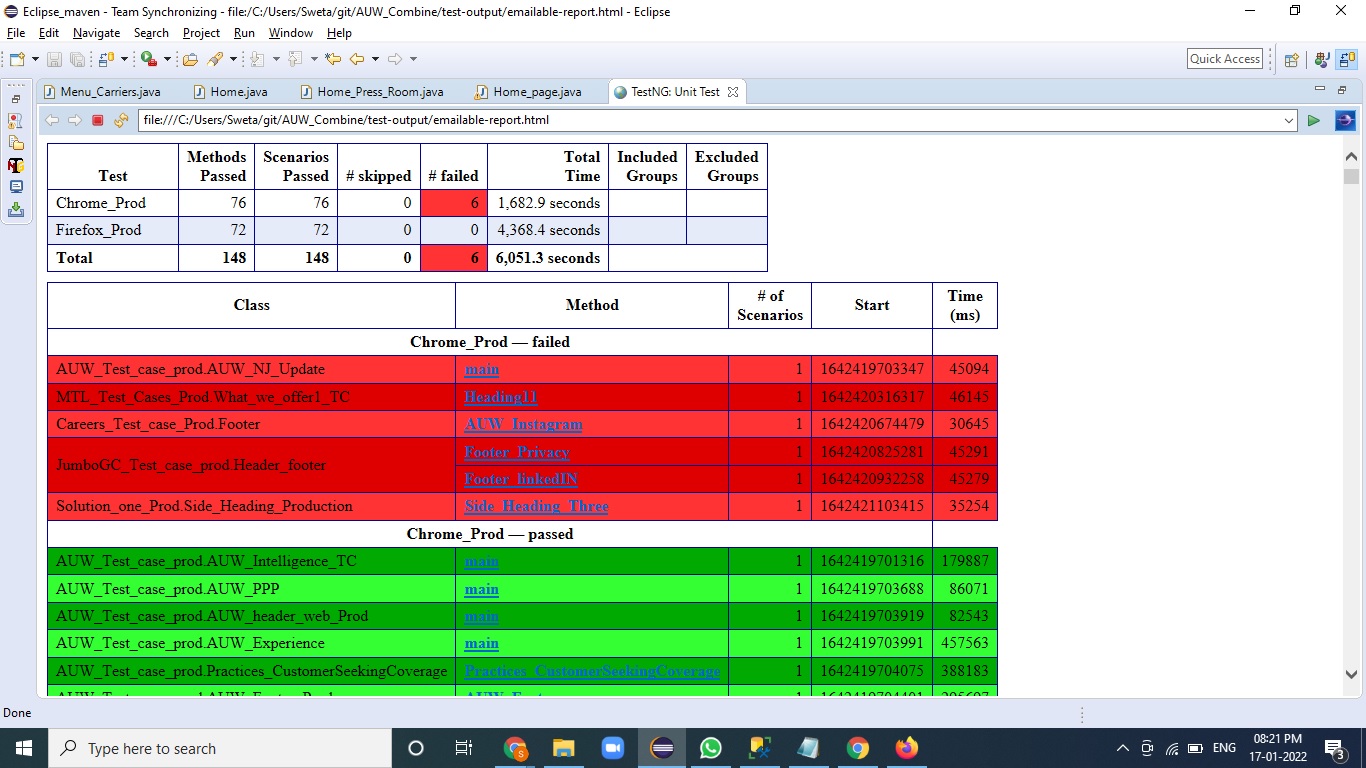 Eclipse_maven - Team Synchronizing - file:/C:/Users/Sweta/git/AUW_Combine/test-output/emailable-report.html - Eclipse
File Edit Navigate Search Project Run Window Help
Quick Access
Menu_Carriers.java Home.java Home_Press_Room.java Home_page.java TestNG: Unit Test
file:///C:/Users/Sweta/git/AUW_Combine/test-output/emailable-report.html
Test Methods Passed Scenarios Passed # skipped # failed Total Time Included Groups Excluded Groups
Chrome_Prod 76 76 0 6 1,682.9 seconds
Firefox_Prod 72 72 0 0 4,368.4 seconds
Total 148 148 0 6 6,051.3 seconds
Class Method # of Scenarios Start Time (ms)
Chrome_Prod — failed
AUW_Test_case_prod.AUW_NJ_Update main 1 1642419703347 45094
MTL_Test_Cases_Prod.What_we_offer1_TC Heading11 1 1642420316317 46145
Careers_Test_case_Prod.Footer AUW_Instagram 1 1642420674479 30645
JumboGC_Test_case_prod.Header_footer Footer_Privacy 1 1642420825281 45291
Footer_linkedIN 1 1642420932258 45279
Solution_one_Prod.Side_Heading_Production Side_Heading_Three 1 1642421103415 35254
Chrome_Prod — passed
AUW_Test_case_prod.AUW_Intelligence_TC main 1 1642419701316 179887
AUW_Test_case_prod.AUW_PPP main 1 1642419703688 86071
AUW_Test_case_prod.AUW_header_web_Prod main 1 1642419703919 82543
AUW_Test_case_prod.AUW_Experience main 1 1642419703991 457563
AUW_Test_case_prod.Practices_CustomerSeekingCoverage Practices_CustomerSeekingCoverage 1 1642419704075 388183
Done
Type here to search
ENG
08:21 PM
17-01-2022
3